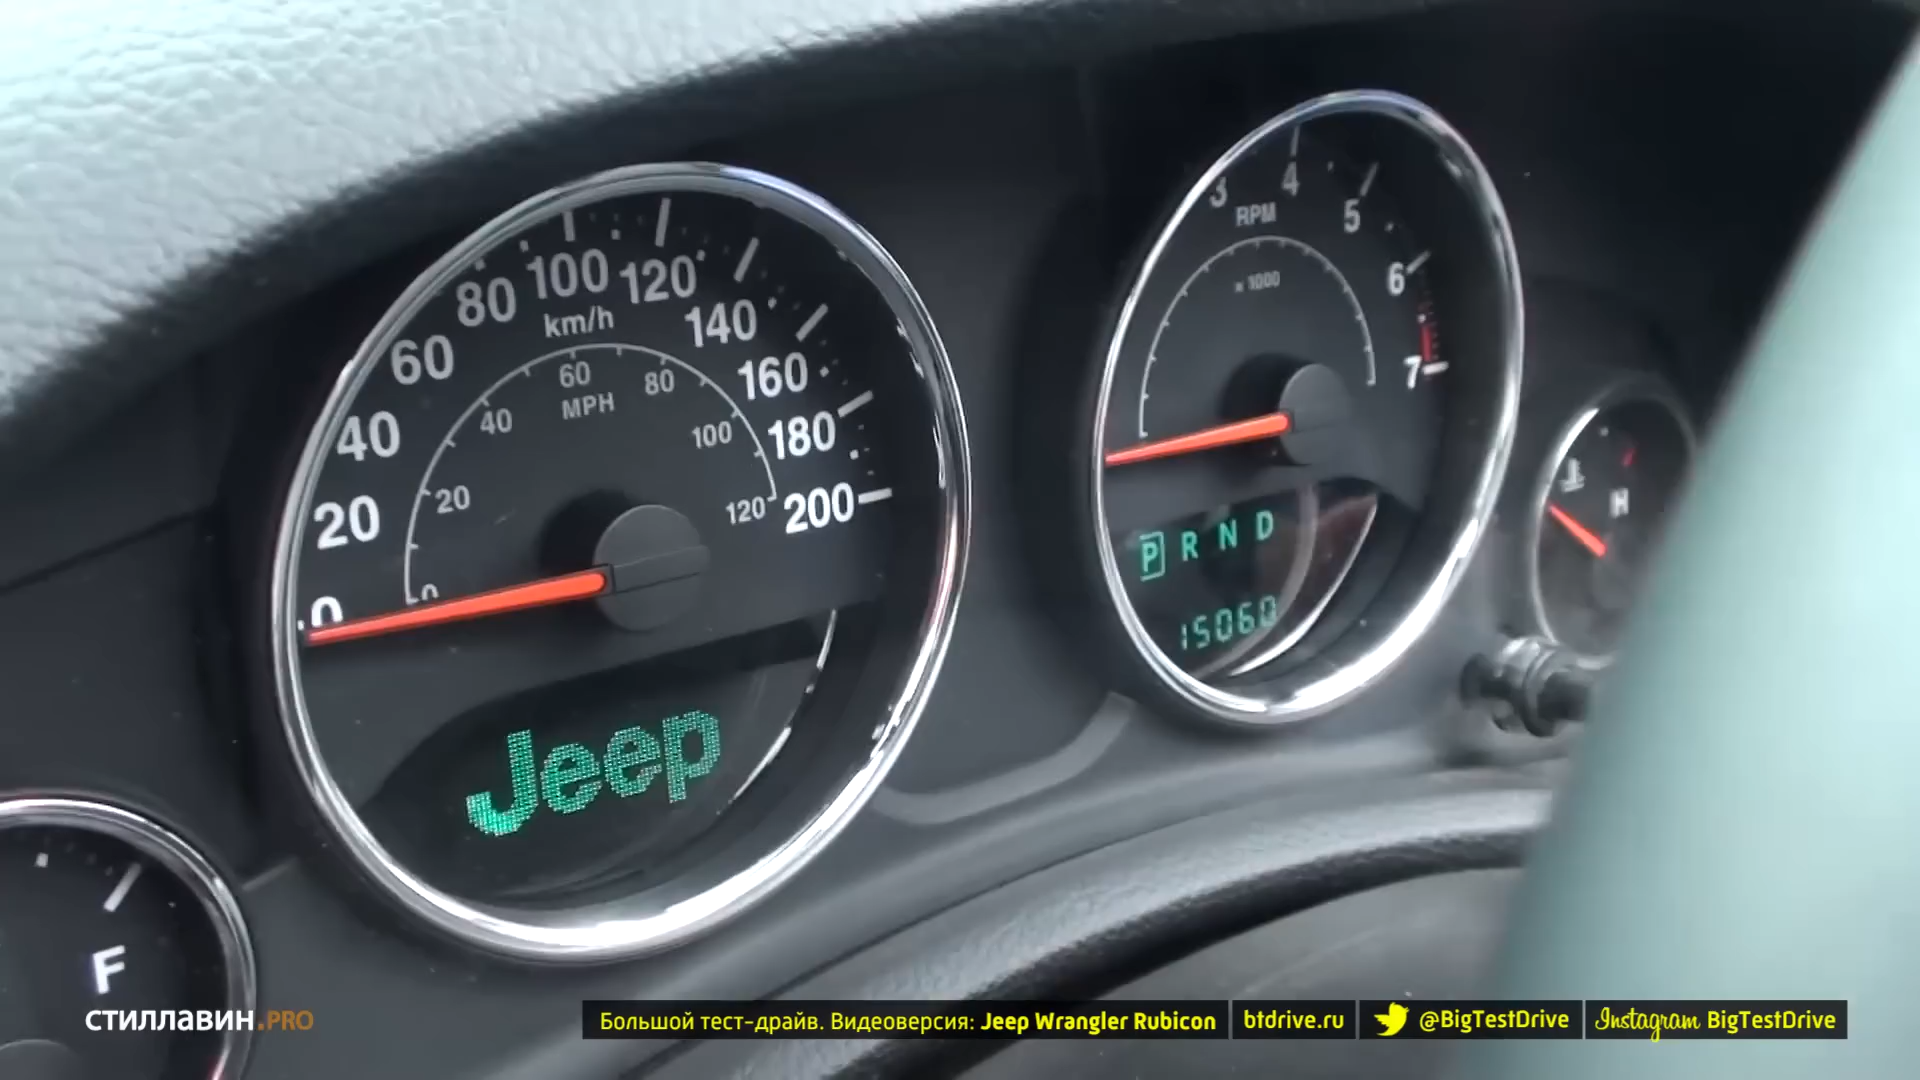 0
20
40
60
80
100
120
140
160
180
200
km/h
0
20
40
60
80
100
120
MPH
Jeep
3
4
5
6
7
RPM
x 1000
P R N D
15060
H
F
СТИЛЛАВИН.PRO
Большой тест-драйв. Видеоверсия: Jeep Wrangler Rubicon
btdrive.ru
@BigTestDrive
Instagram BigTestDrive